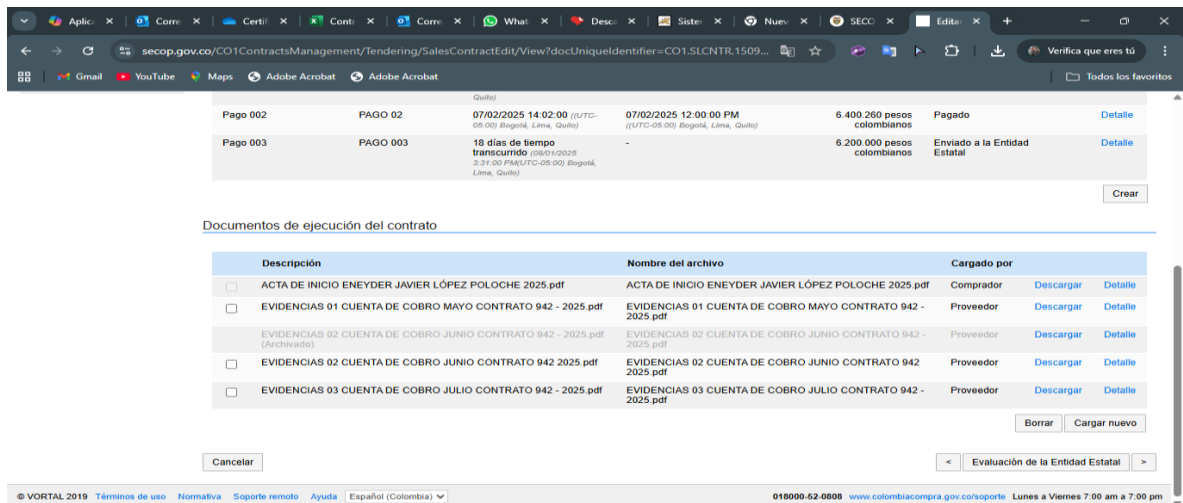 Aplic
Corre
Certifi
Contr
Corre
What
Desca
Sister
Nuev
SECO
Edita
secop.gov.co/CO1ContractsManagement/Tendering/SalesContractEdit/View?docUniqueIdentifier=CO1.SLCNTR.1509...
Verifica que eres tú
Gmail YouTube Maps Adobe Acrobat Adobe Acrobat Todos los favoritos
Quito)
Pago 002 PAGO 02 07/02/2025 14:02:00 ((UTC- 07/02/2025 12:00:00 PM 6.400.260 pesos Pagado Detalle
05:00) Bogotá, Lima, Quito) ((UTC-05:00) Bogotá, Lima, Quito) colombianos
Pago 003 PAGO 003 18 días de tiempo - 6.200.000 pesos Enviado a la Entidad Detalle
transcurrido (08/01/2025 colombianos Estatal
3:31:00 PM(UTC-05:00) Bogotá,
Lima, Quito)
Crear
Documentos de ejecución del contrato
Descripción Nombre del archivo Cargado por
ACTA DE INICIO ENEYDER JAVIER LÓPEZ POLOCHE 2025.pdf ACTA DE INICIO ENEYDER JAVIER LÓPEZ POLOCHE 2025.pdf Comprador Descargar Detalle
EVIDENCIAS 01 CUENTA DE COBRO MAYO CONTRATO 942 - 2025.pdf EVIDENCIAS 01 CUENTA DE COBRO MAYO CONTRATO 942 - Proveedor Descargar Detalle
2025.pdf
EVIDENCIAS 02 CUENTA DE COBRO JUNIO CONTRATO 942 - 2025.pdf EVIDENCIAS 02 CUENTA DE COBRO JUNIO CONTRATO 942 - Proveedor Descargar Detalle
(Archivado) 2025.pdf
EVIDENCIAS 02 CUENTA DE COBRO JUNIO CONTRATO 942 2025.pdf EVIDENCIAS 02 CUENTA DE COBRO JUNIO CONTRATO 942 Proveedor Descargar Detalle
2025.pdf
EVIDENCIAS 03 CUENTA DE COBRO JULIO CONTRATO 942 - 2025.pdf EVIDENCIAS 03 CUENTA DE COBRO JULIO CONTRATO 942 - Proveedor Descargar Detalle
2025.pdf
Borrar Cargar nuevo
Cancelar < Evaluación de la Entidad Estatal >
© VORTAL 2019 Términos de uso Normativa Soporte remoto Ayuda Español (Colombia) 018000-52-0808 www.colombiacompra.gov.co/soporte Lunes a Viernes 7:00 am a 7:00 pm